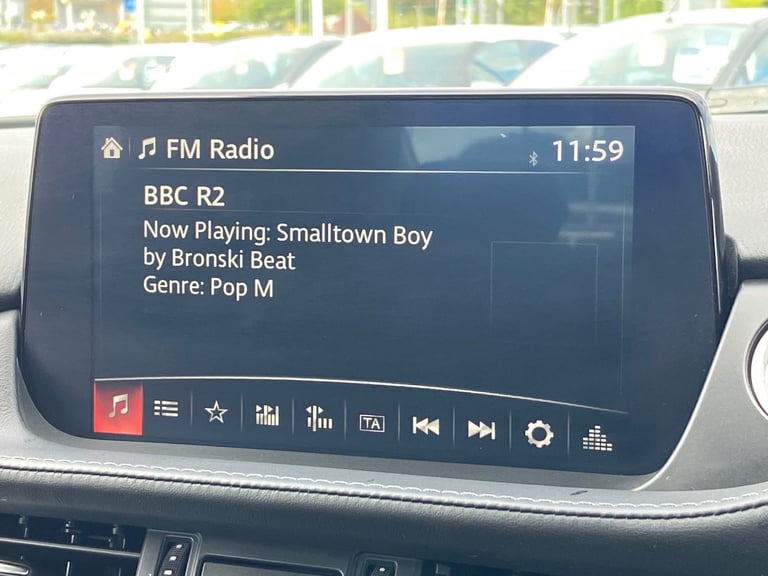 FM Radio
11:59
BBC R2
Now Playing: Smalltown Boy
by Bronski Beat
Genre: Pop M
TA